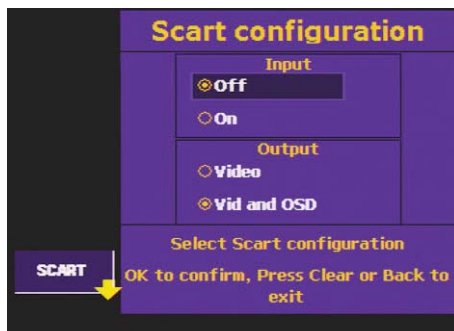 Scart configuration
Input
Off
On
Output
Video
Vid and OSD
Select Scart configuration
SCART
OK to confirm, Press Clear or Back to
exit